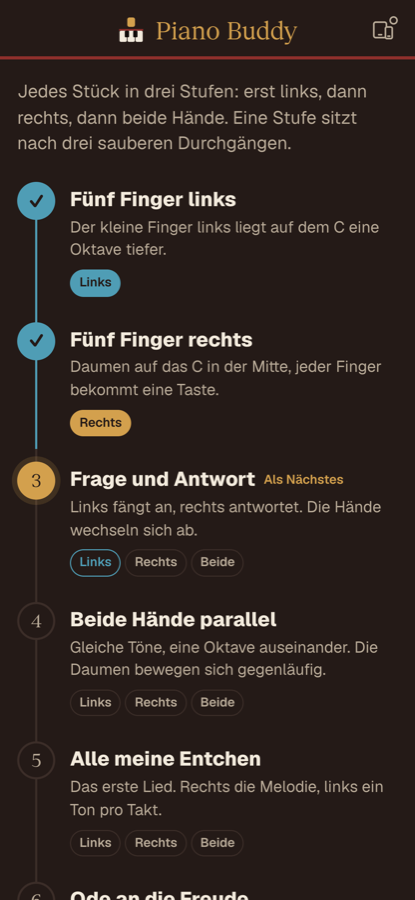 Piano Buddy
Jedes Stück in drei Stufen: erst links, dann
rechts, dann beide Hände. Eine Stufe sitzt
nach drei sauberen Durchgängen.
Fünf Finger links
Der kleine Finger links liegt auf dem C eine
Oktave tiefer.
Links
Fünf Finger rechts
Daumen auf das C in der Mitte, jeder Finger
bekommt eine Taste.
Rechts
3 Frage und Antwort Als Nächstes
Links fängt an, rechts antwortet. Die Hände
wechseln sich ab.
Links Rechts Beide
4 Beide Hände parallel
Gleiche Töne, eine Oktave auseinander. Die
Daumen bewegen sich gegenläufig.
Links Rechts Beide
5 Alle meine Entchen
Das erste Lied. Rechts die Melodie, links ein
Ton pro Takt.
Links Rechts Beide
6 Ode an die Freude